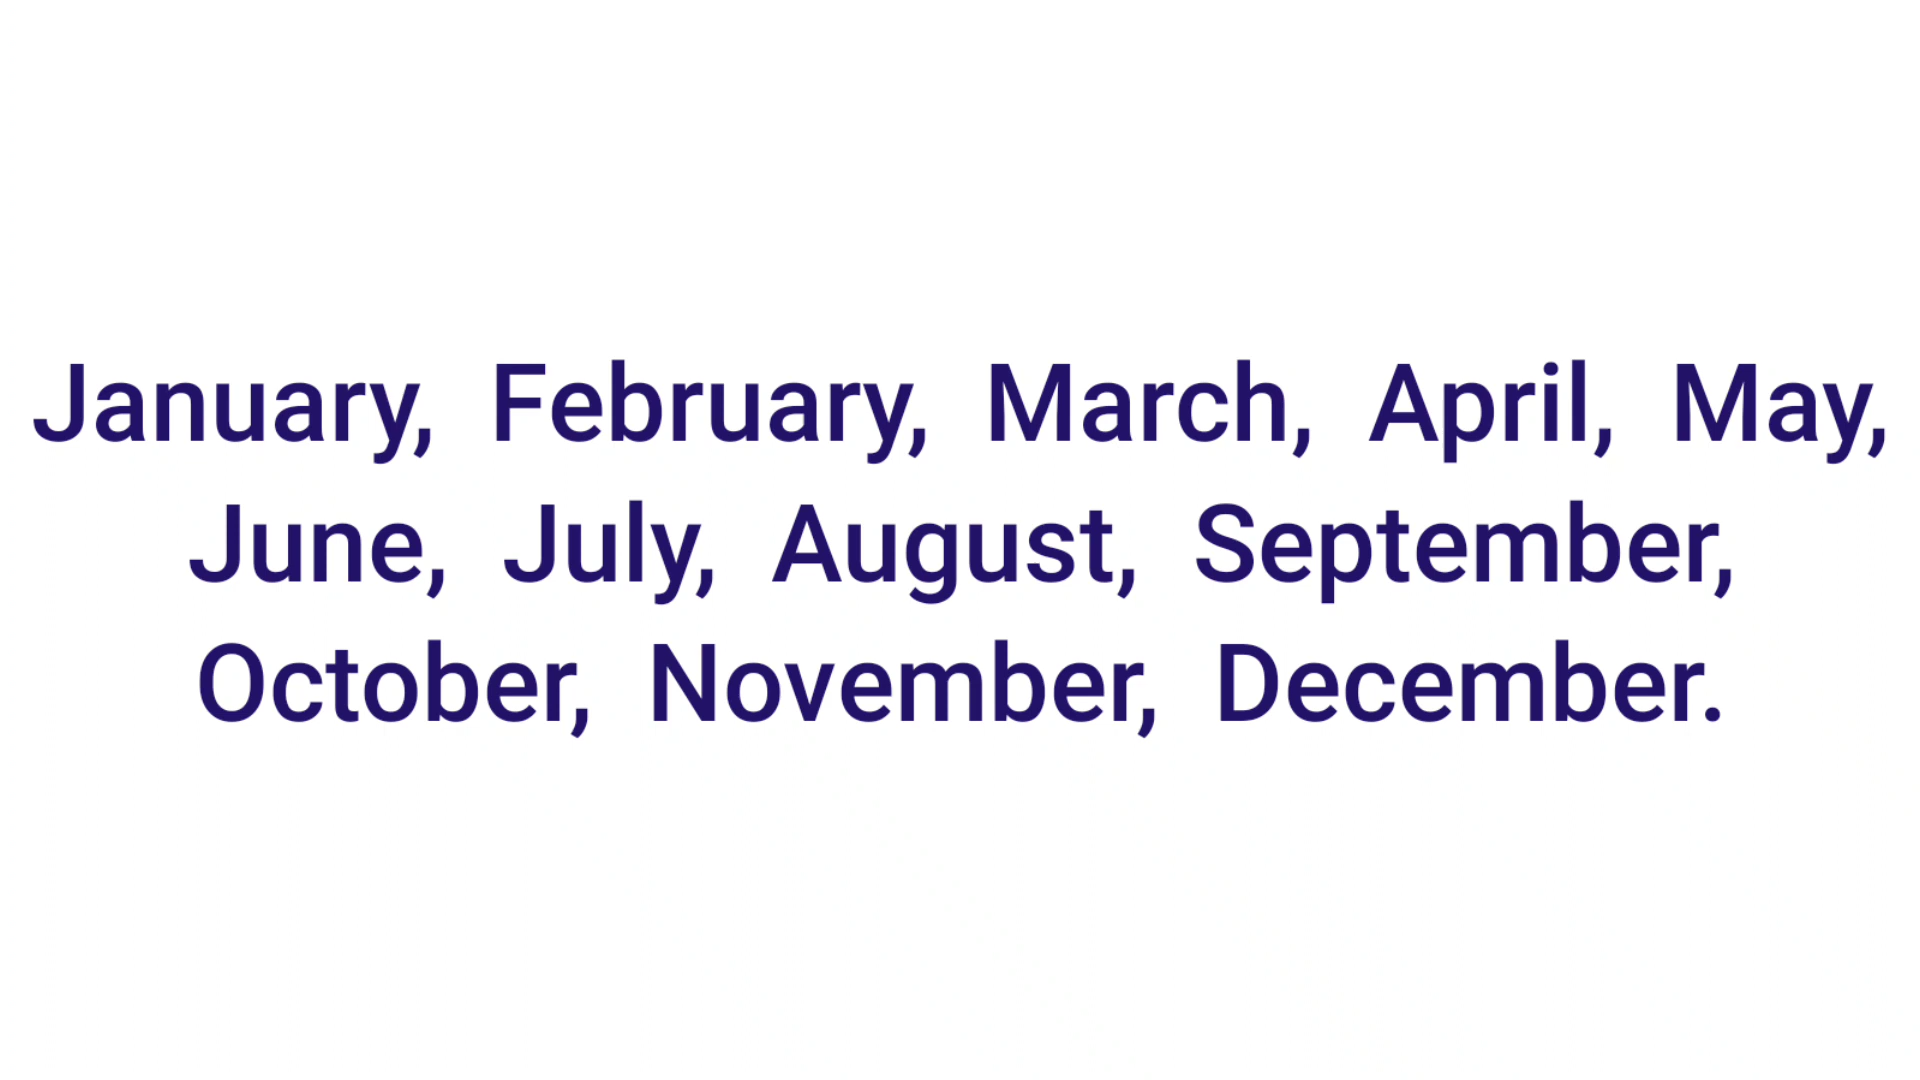 January, February, March, April, May,
June, July, August, September,
October, November, December.